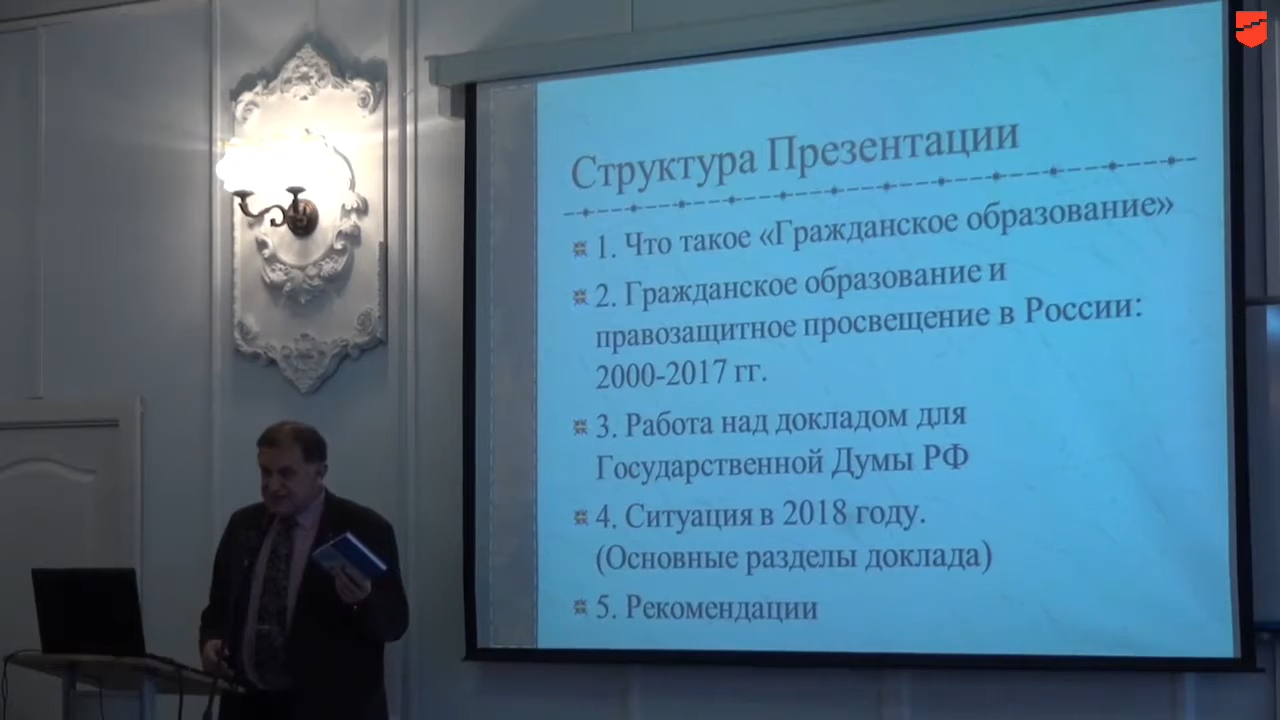 Структура Презентации
1. Что такое «Гражданское образование»
2. Гражданское образование и
правозащитное просвещение в России:
2000-2017 гг.
3. Работа над докладом для
Государственной Думы РФ
4. Ситуация в 2018 году.
(Основные разделы доклада)
5. Рекомендации